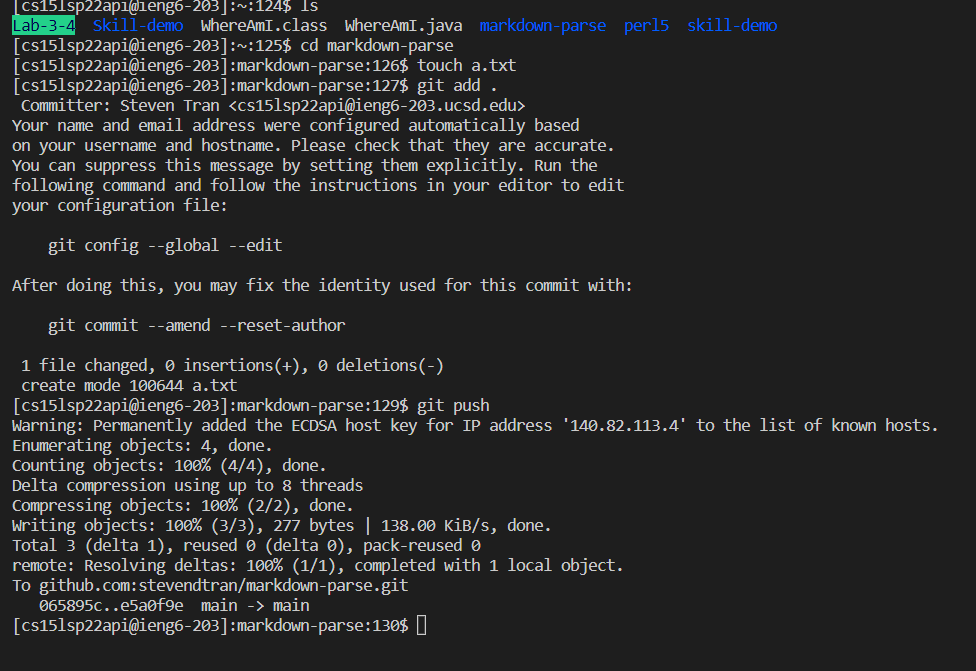 [cs15lsp22api@ieng6-203]:~:124$ ls
Lab-3-4  Skill-demo  WhereAmI.class  WhereAmI.java  markdown-parse  perl5  skill-demo
[cs15lsp22api@ieng6-203]:~:125$ cd markdown-parse
[cs15lsp22api@ieng6-203]:markdown-parse:126$ touch a.txt
[cs15lsp22api@ieng6-203]:markdown-parse:127$ git add .
 Committer: Steven Tran <cs15lsp22api@ieng6-203.ucsd.edu>
Your name and email address were configured automatically based
on your username and hostname. Please check that they are accurate.
You can suppress this message by setting them explicitly. Run the
following command and follow the instructions in your editor to edit
your configuration file:
    git config --global --edit
After doing this, you may fix the identity used for this commit with:
    git commit --amend --reset-author
 1 file changed, 0 insertions(+), 0 deletions(-)
 create mode 100644 a.txt
[cs15lsp22api@ieng6-203]:markdown-parse:129$ git push
Warning: Permanently added the ECDSA host key for IP address '140.82.113.4' to the list of known hosts.
Enumerating objects: 4, done.
Counting objects: 100% (4/4), done.
Delta compression using up to 8 threads
Compressing objects: 100% (2/2), done.
Writing objects: 100% (3/3), 277 bytes | 138.00 KiB/s, done.
Total 3 (delta 1), reused 0 (delta 0), pack-reused 0
remote: Resolving deltas: 100% (1/1), completed with 1 local object.
To github.com:stevendtran/markdown-parse.git
   065895c..e5a0f9e  main -> main
[cs15lsp22api@ieng6-203]:markdown-parse:130$